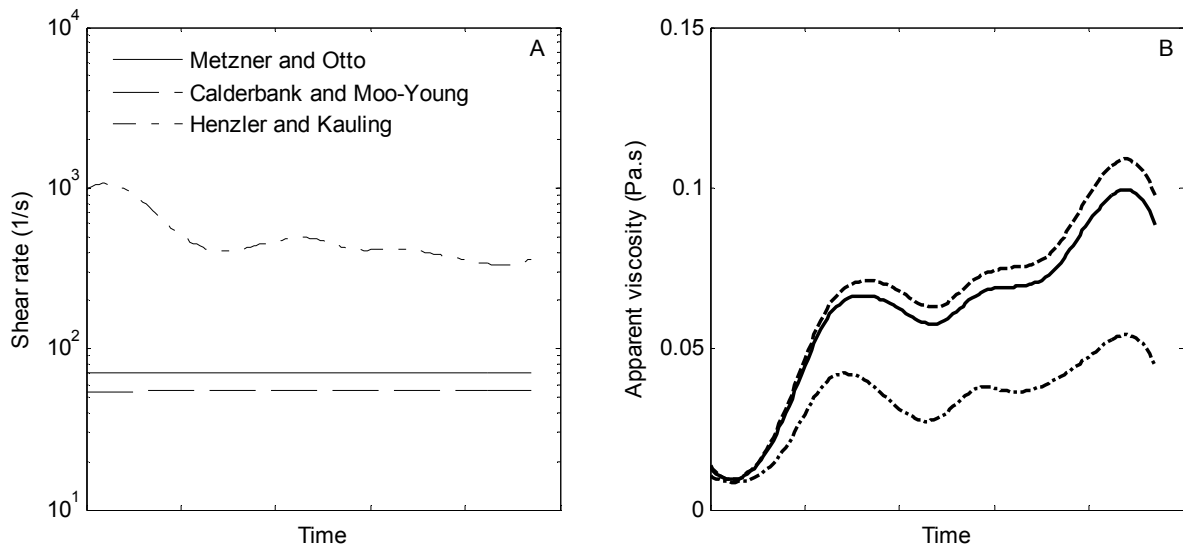 A
Metzner and Otto
Calderbank and Moo-Young
Henzler and Kauling
Shear rate (1/s)
10^4
10^3
10^2
10^1
Time
B
Apparent viscosity (Pa.s)
0.15
0.1
0.05
0
Time